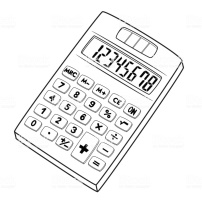 12345678
MRC M- M+ CE ON
7 8 9 % √
4 5 6 × ÷
1 2 3 + -
0 . +/- =